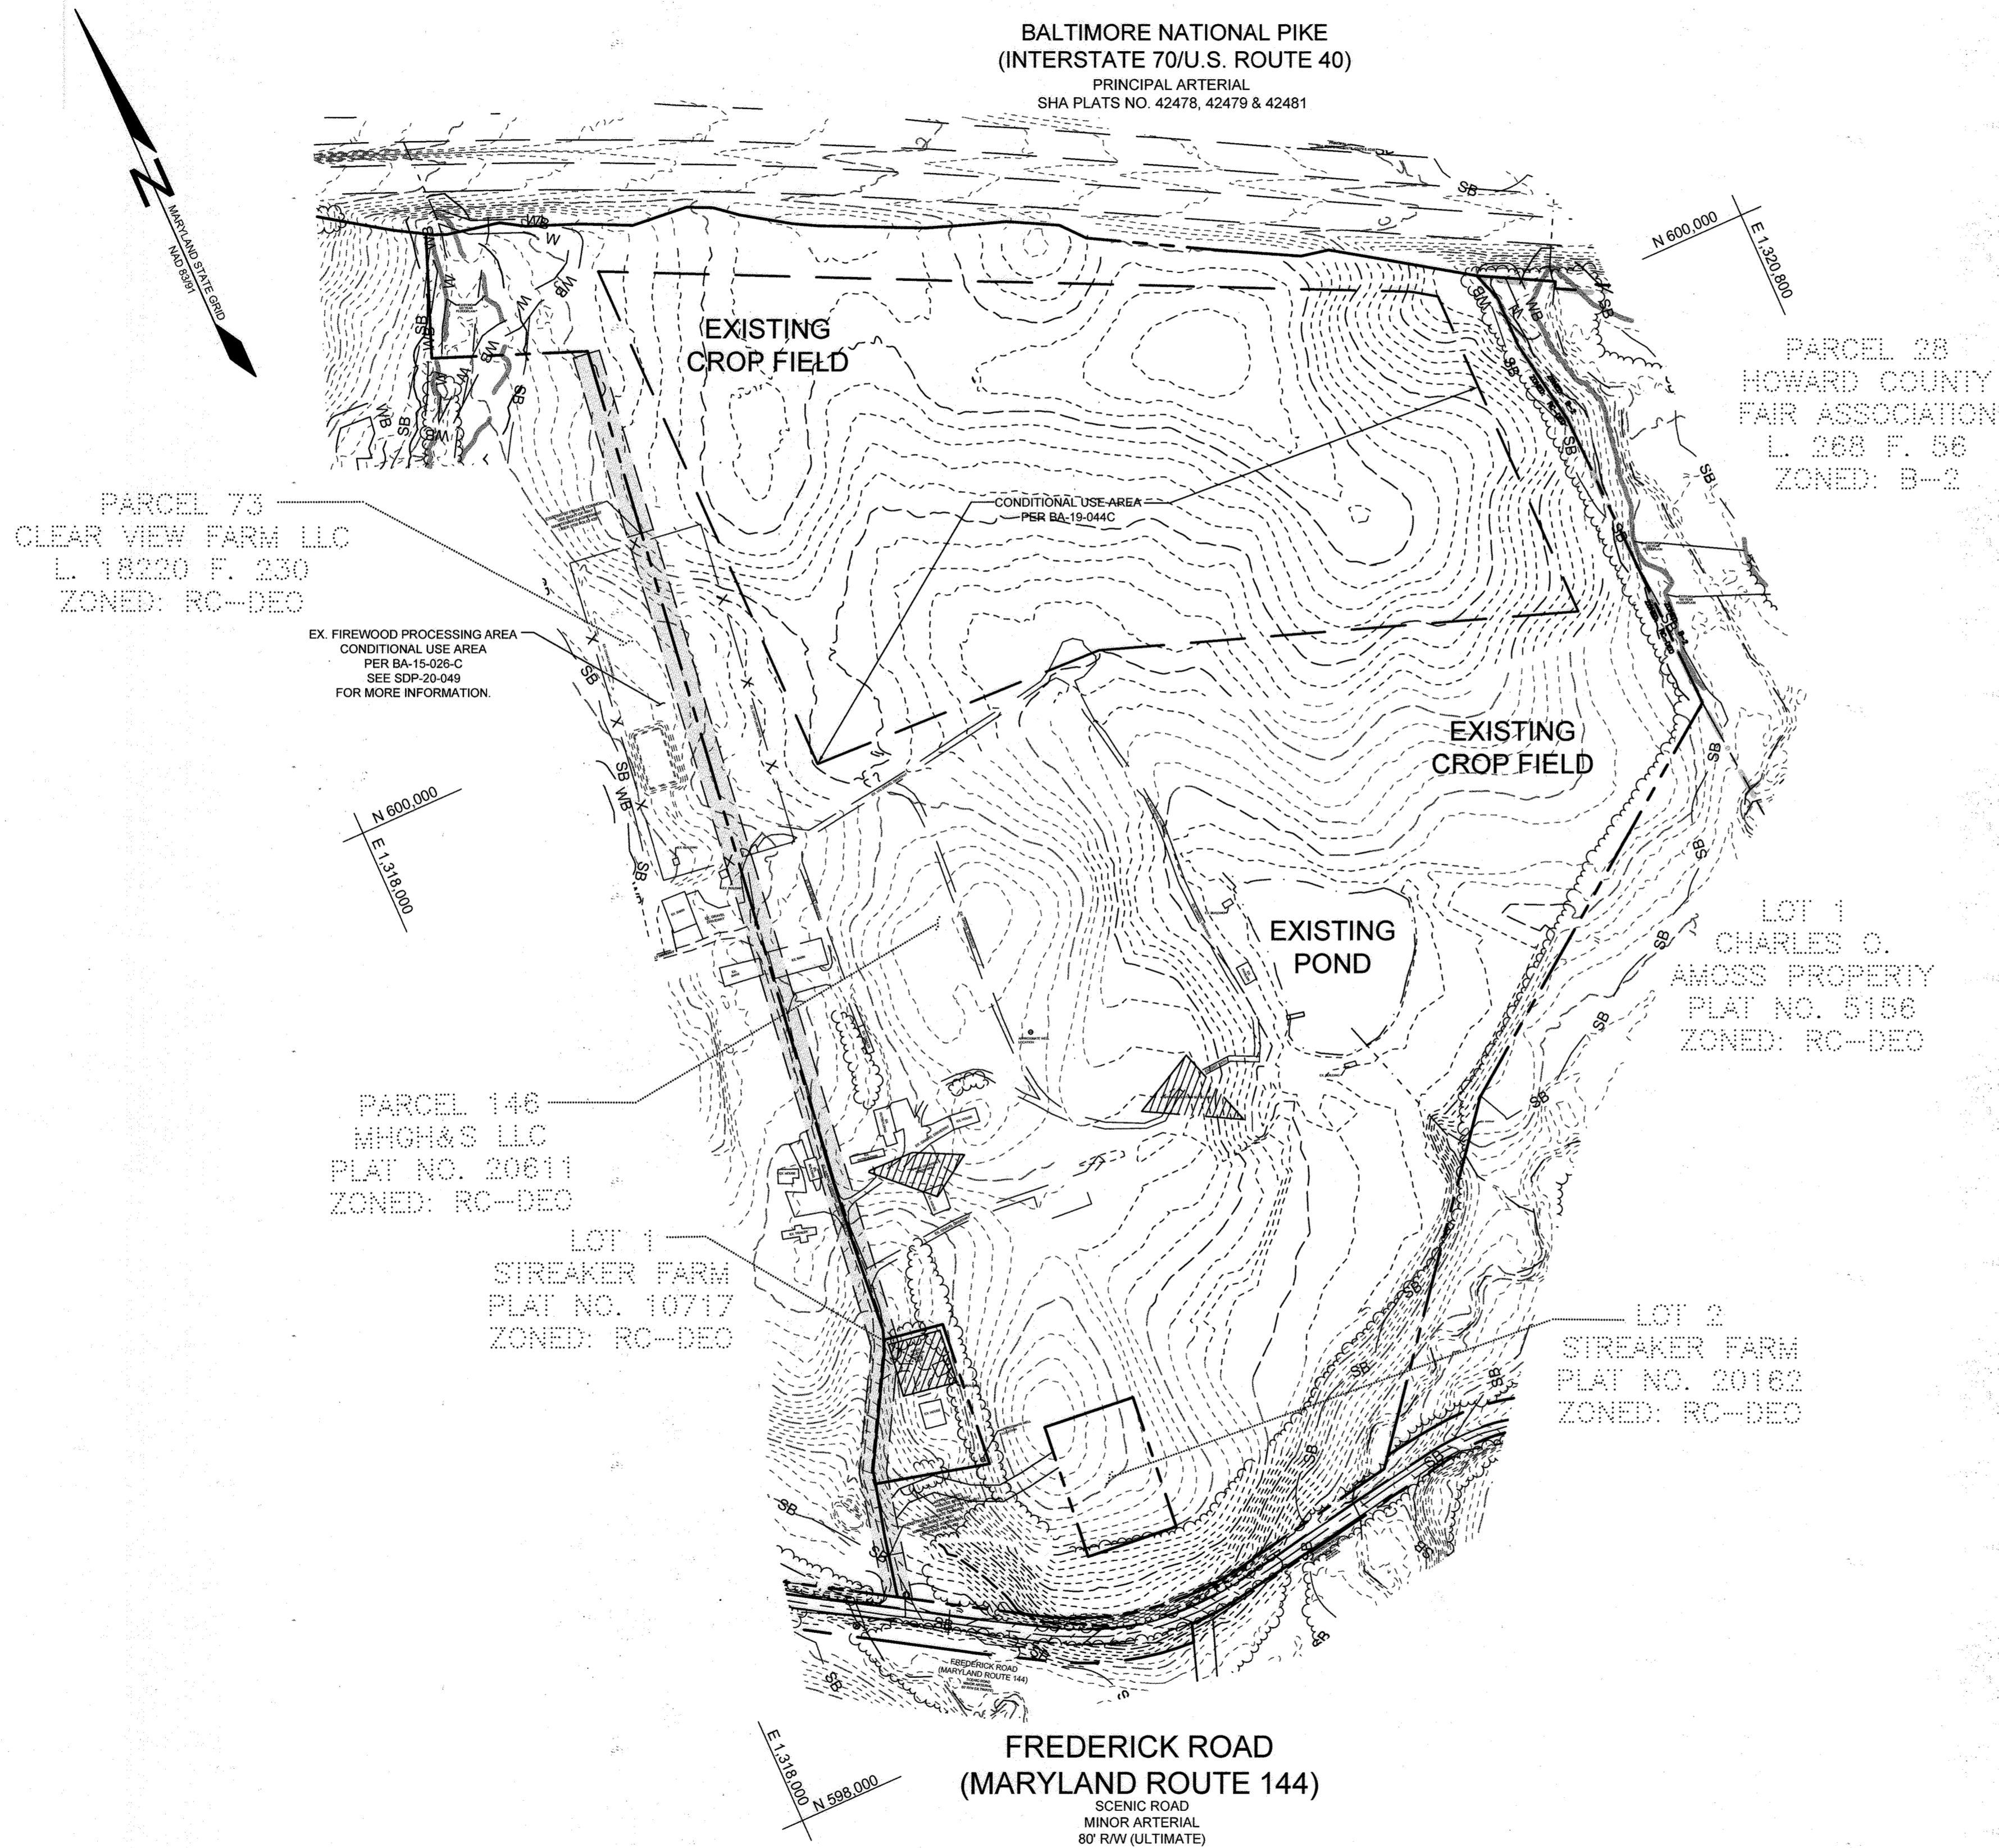 BALTIMORE NATIONAL PIKE
(INTERSTATE 70/U.S. ROUTE 40)
PRINCIPAL ARTERIAL
SHA PLATS NO. 42478, 42479 & 42481
N
MARYLAND STATE GRID
NAD 83/91
N 600,000
E 1,320,800
EXISTING
CROP FIELD
PARCEL 28
HOWARD COUNTY
FAIR ASSOCIATION
L. 268 F. 56
ZONED: B-2
CONDITIONAL USE AREA
PER BA-19-044C
PARCEL 73
CLEAR VIEW FARM LLC
L. 18220 F. 230
ZONED: RC-DEO
EX. FIREWOOD PROCESSING AREA
CONDITIONAL USE AREA
PER BA-15-026-C
SEE SDP-20-049
FOR MORE INFORMATION.
EXISTING
CROP FIELD
N 600,000
E 1,318,000
EXISTING
POND
LOT 1
CHARLES O.
AMOSS PROPERTY
PLAT NO. 5156
ZONED: RC-DEO
PARCEL 146
MHGH&S LLC
PLAT NO. 20611
ZONED: RC-DEO
LOT 1
STREAKER FARM
PLAT NO. 10717
ZONED: RC-DEO
LOT 2
STREAKER FARM
PLAT NO. 20162
ZONED: RC-DEO
FREDERICK ROAD
(MARYLAND ROUTE 144)
SCENIC ROAD
MINOR ARTERIAL
E 1,318,000
N 598,000
FREDERICK ROAD
(MARYLAND ROUTE 144)
SCENIC ROAD
MINOR ARTERIAL
80' R/W (ULTIMATE)